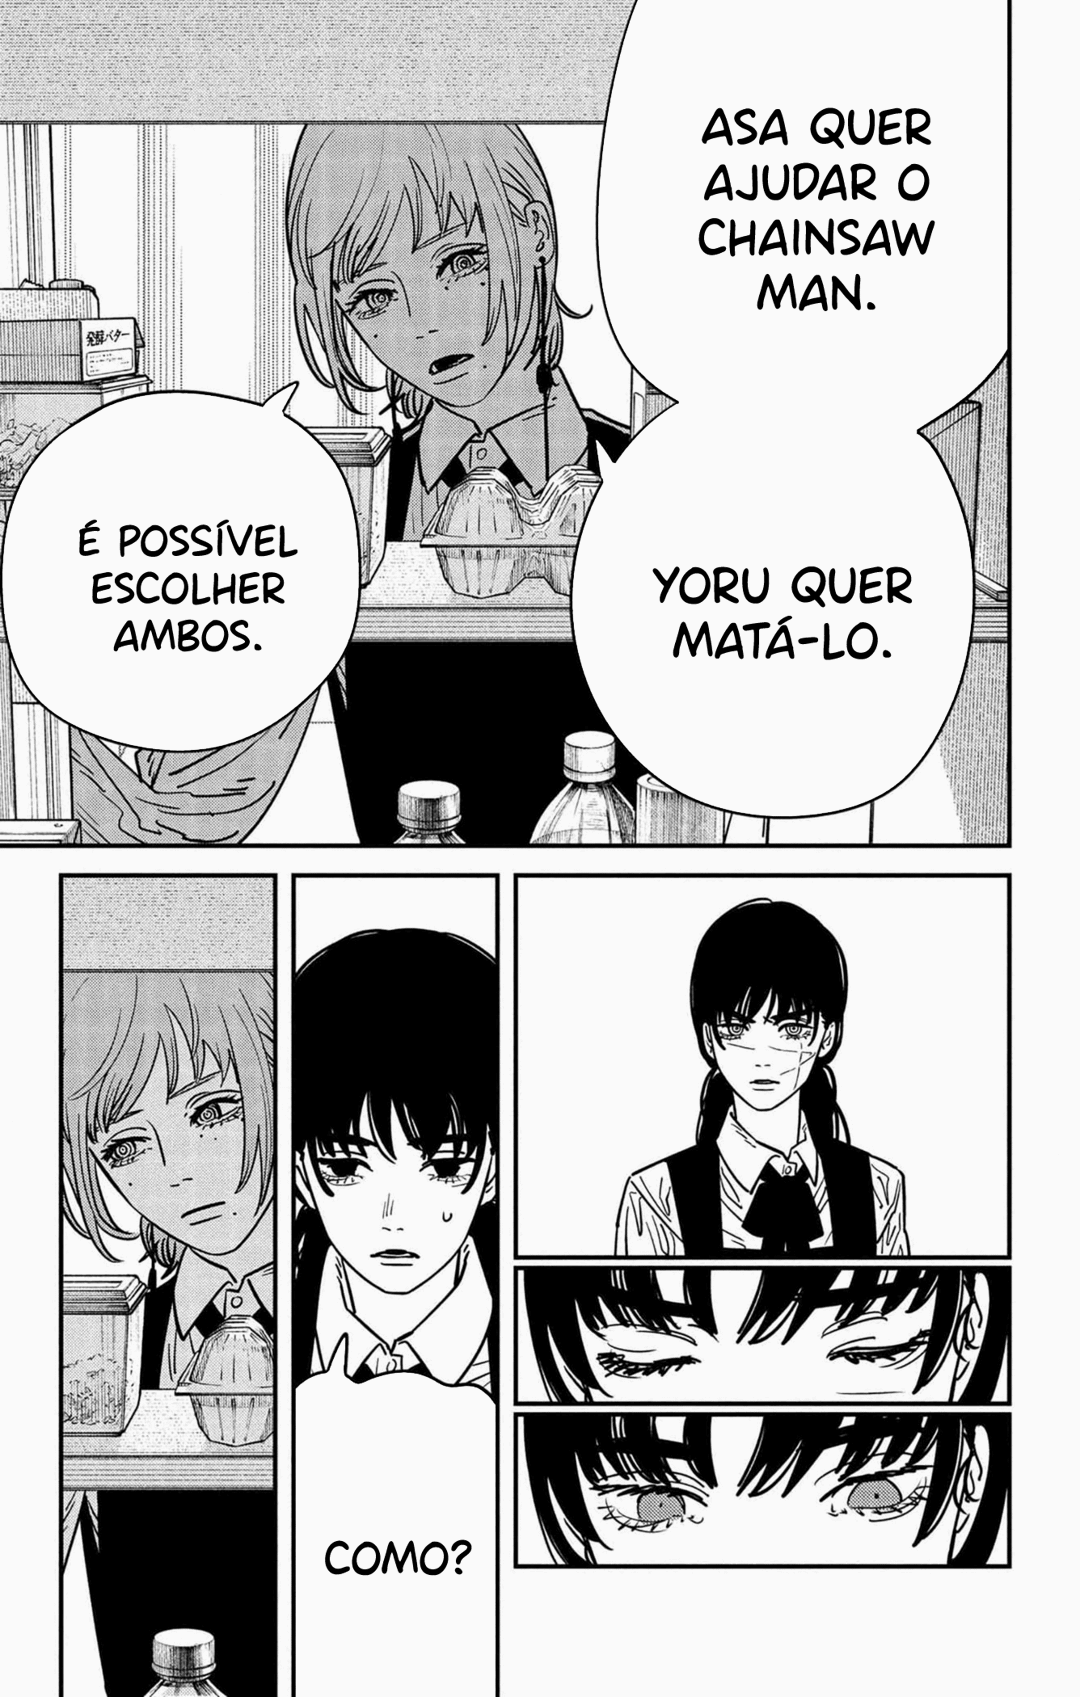 ASA QUER
AJUDAR O
CHAINSAW
MAN.
YORU QUER
MATÁ-LO.
É POSSÍVEL
ESCOLHER
AMBOS.
発酵バター
COMO?